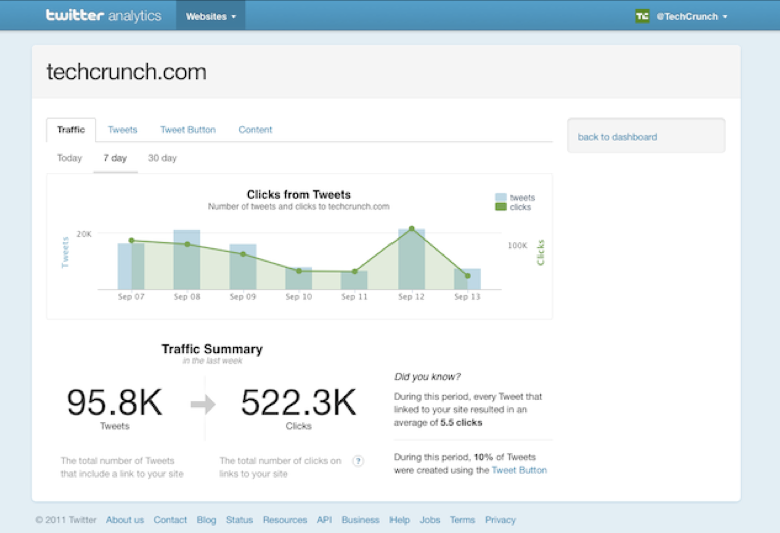 twitter analytics
Websites
TC
@TechCrunch
techcrunch.com
Traffic
Tweets
Tweet Button
Content
back to dashboard
Today
7 day
30 day
Clicks from Tweets
Number of tweets and clicks to techcrunch.com
tweets
clicks
Tweets
20K
100K
Clicks
Sep 07
Sep 08
Sep 09
Sep 10
Sep 11
Sep 12
Sep 13
Traffic Summary
in the last week
95.8K
Tweets
The total number of Tweets
that include a link to your site
522.3K
Clicks
The total number of clicks on
links to your site
?
Did you know?
During this period, every Tweet that
linked to your site resulted in an
average of 5.5 clicks
During this period, 10% of Tweets
were created using the Tweet Button
© 2011 Twitter About us Contact Blog Status Resources API Business Help Jobs Terms Privacy